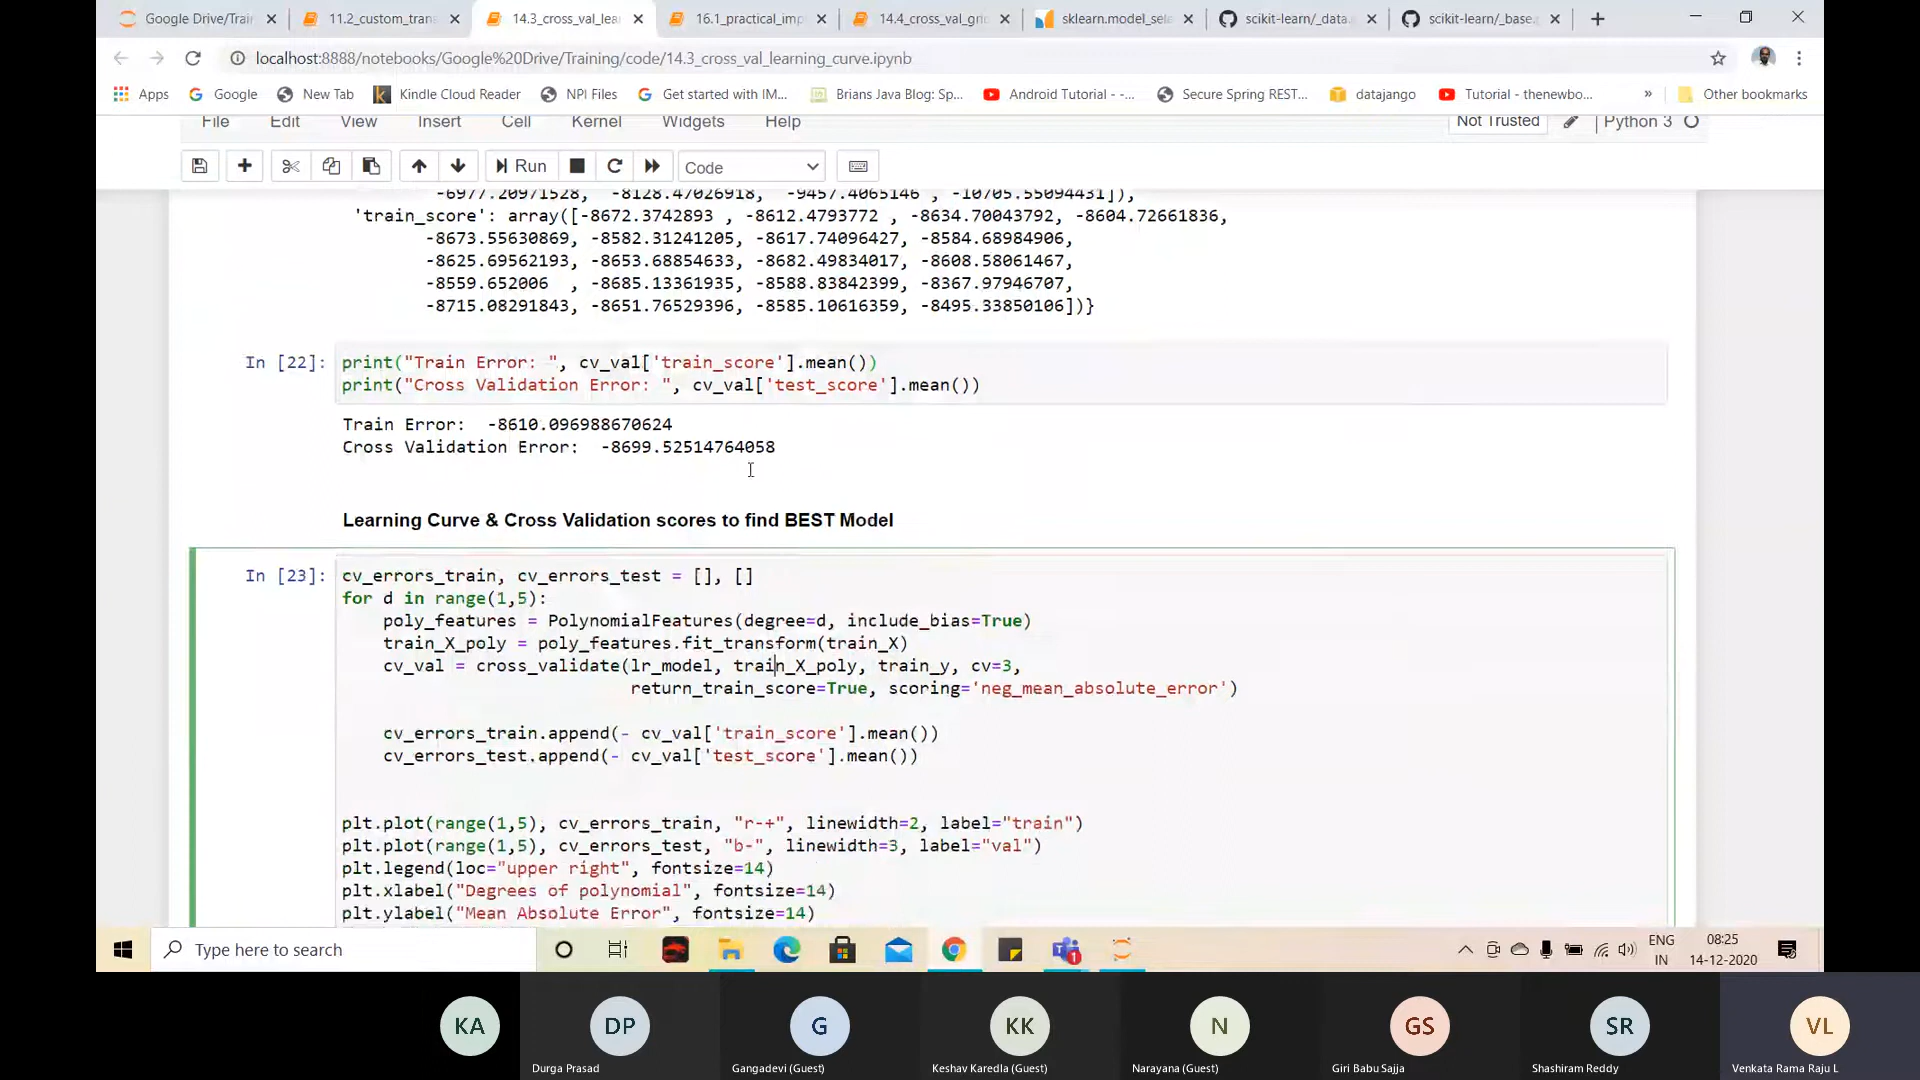 Google Drive/Train
11.2_custom_tran
14.3_cross_val_lea
16.1_practical_imp
14.4_cross_val_gri
sklearn.model_sele
scikit-learn/_data.
scikit-learn/_base.
localhost:8888/notebooks/Google%20Drive/Training/code/14.3_cross_val_learning_curve.ipynb
Apps
Google
New Tab
Kindle Cloud Reader
NPI Files
Get started with IM...
Brians Java Blog: Sp...
Android Tutorial - -...
Secure Spring REST...
datajango
Tutorial - thenewbo...
»
Other bookmarks
File
Edit
View
Insert
Cell
Kernel
Widgets
Help
Not Trusted
Python 3
Run
Code
-6977.20971528, -8128.47026918, -9457.4065146 , -10705.55094431]),
'train_score': array([-8672.3742893 , -8612.4793772 , -8634.70043792, -8604.72661836,
-8673.55630869, -8582.31241205, -8617.74096427, -8584.68984906,
-8625.69562193, -8653.68854633, -8682.49834017, -8608.58061467,
-8559.652006 , -8685.13361935, -8588.83842399, -8367.97946707,
-8715.08291843, -8651.76529396, -8585.10616359, -8495.33850106])}
In [22]:
print("Train Error: ", cv_val['train_score'].mean())
print("Cross Validation Error: ", cv_val['test_score'].mean())
Train Error: -8610.096988670624
Cross Validation Error: -8699.52514764058
Learning Curve & Cross Validation scores to find BEST Model
In [23]:
cv_errors_train, cv_errors_test = [], []
for d in range(1,5):
poly_features = PolynomialFeatures(degree=d, include_bias=True)
train_X_poly = poly_features.fit_transform(train_X)
cv_val = cross_validate(lr_model, train_X_poly, train_y, cv=3,
return_train_score=True, scoring='neg_mean_absolute_error')
cv_errors_train.append(- cv_val['train_score'].mean())
cv_errors_test.append(- cv_val['test_score'].mean())
plt.plot(range(1,5), cv_errors_train, "r-+", linewidth=2, label="train")
plt.plot(range(1,5), cv_errors_test, "b-", linewidth=3, label="val")
plt.legend(loc="upper right", fontsize=14)
plt.xlabel("Degrees of polynomial", fontsize=14)
plt.ylabel("Mean Absolute Error", fontsize=14)
Type here to search
1
ENG
IN
08:25
14-12-2020
KA
DP
Durga Prasad
G
Gangadevi (Guest)
KK
Keshav Karedla (Guest)
N
Narayana (Guest)
GS
Giri Babu Sajja
SR
Shashiram Reddy
VL
Venkata Rama Raju L